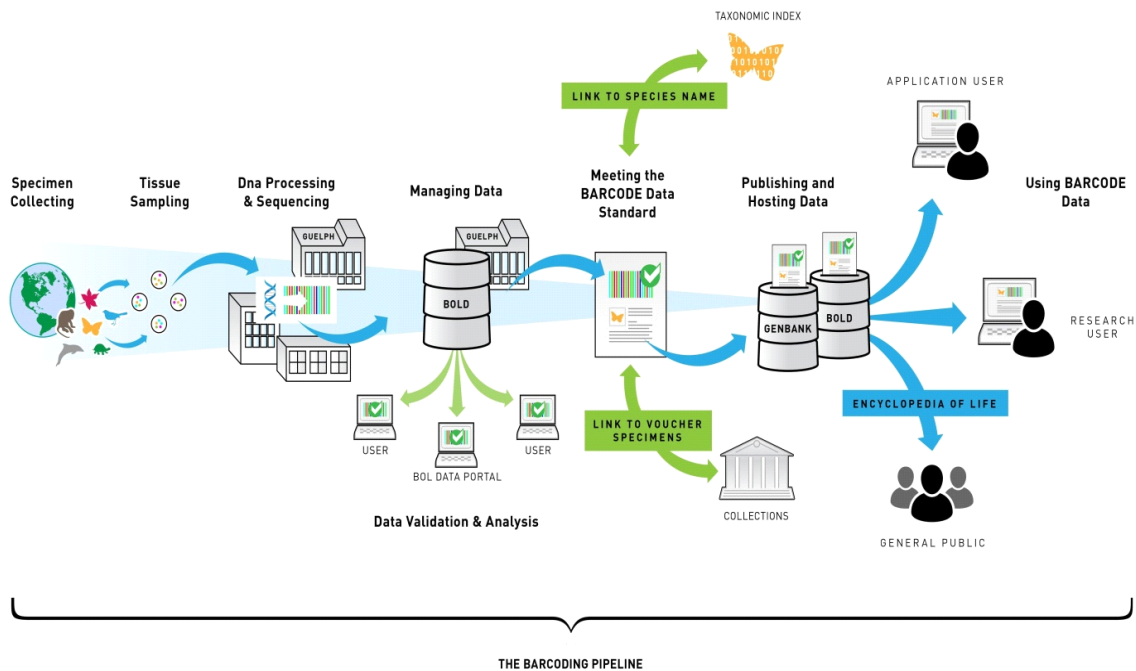 TAXONOMIC INDEX
LINK TO SPECIES NAME
APPLICATION USER
Specimen
Collecting
Tissue
Sampling
Dna Processing
& Sequencing
Managing Data
Meeting the
BARCODE Data
Standard
Publishing and
Hosting Data
Using BARCODE
Data
GUELPH
GUELPH
BOLD
GENBANK
BOLD
RESEARCH
USER
USER
BOL DATA PORTAL
USER
LINK TO VOUCHER
SPECIMENS
ENCYCLOPEDIA OF LIFE
COLLECTIONS
Data Validation & Analysis
GENERAL PUBLIC
THE BARCODING PIPELINE